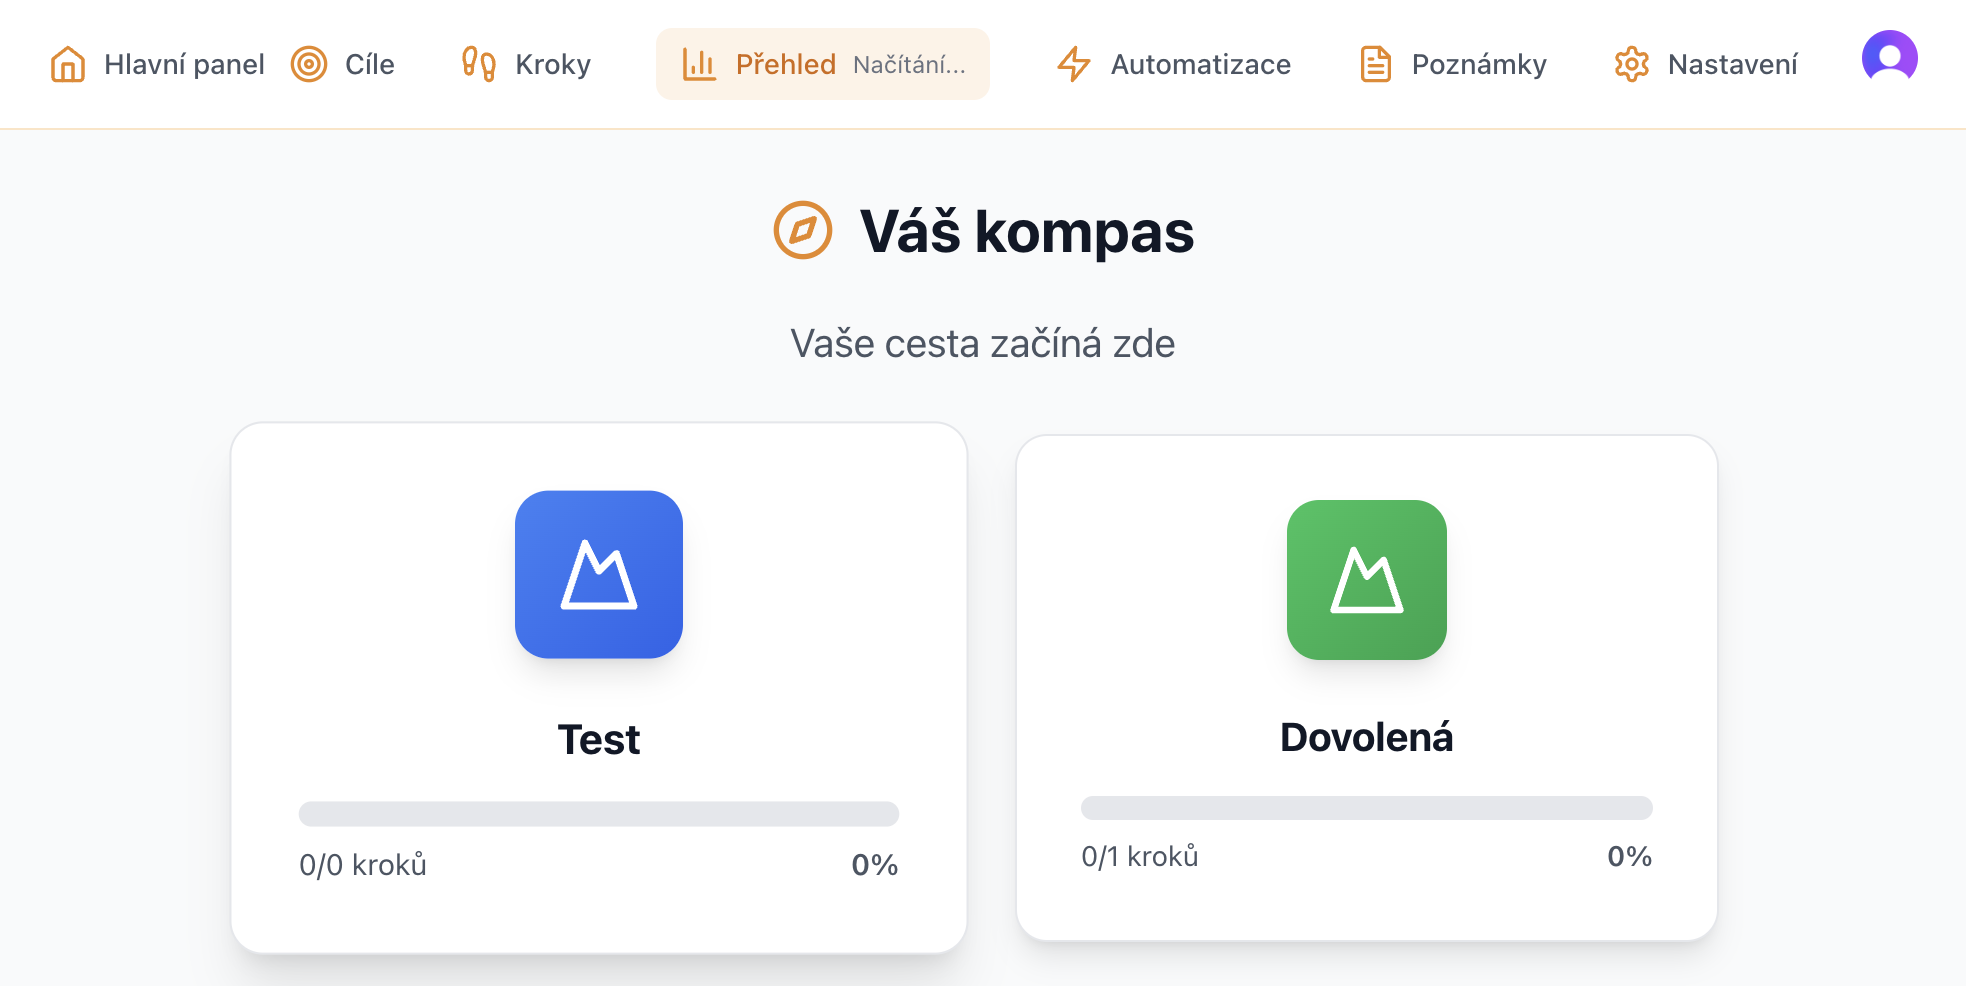 Hlavní panel Cíle Kroky Přehled Načítání... Automatizace Poznámky Nastavení
Váš kompas
Vaše cesta začíná zde
Test
0/0 kroků 0%
Dovolená
0/1 kroků 0%